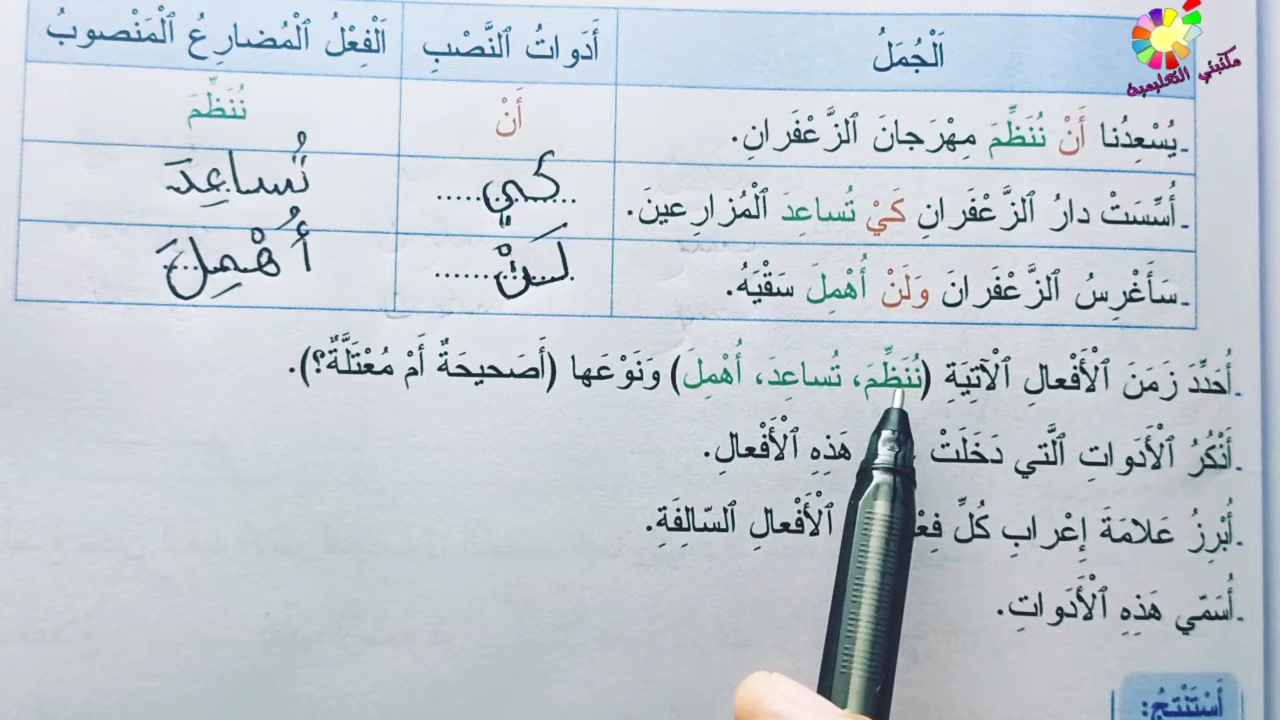 مكتبتي التعليمية
اَلْجُمَلُ أَدَواتُ ٱلنَّصْبِ اَلْفِعْلُ ٱلْمُضارِعُ ٱلْمَنْصوبُ
ـ يُسْعِدُنا أَنْ نُنَظِّمَ مِهْرَجانَ ٱلزَّعْفَرانِ. أَنْ نُنَظِّمَ
ـ أُسِّسَتْ دارُ ٱلزَّعْفَرانِ كَيْ تُساعِدَ ٱلْمُزارِعينَ. كَيْ تُساعِدَ
ـ سَأَغْرِسُ ٱلزَّعْفَرانَ وَلَنْ أُهْمِلَ سَقْيَهُ. لَنْ أُهْمِلَ
ـ أُحَدِّدَ زَمَنَ ٱلْأَفْعالِ ٱلْآتِيَةِ (نُنَظِّمَ، تُساعِدَ، أُهْمِلَ) وَنَوْعَها (أَصَحيحَةٌ أَمْ مُعْتَلَّةٌ؟).
ـ أَذْكُرُ ٱلْأَدَواتِ ٱلَّتي دَخَلَتْ هَذِهِ ٱلْأَفْعالِ.
ـ أُبْرِزُ عَلامَةَ إِعْرابِ كُلِّ ٱلْأَفْعالِ ٱلسّالِفَةِ.
ـ أُسَمّي هَذِهِ ٱلْأَدَواتِ.
أَسْتَنْتِجُ: